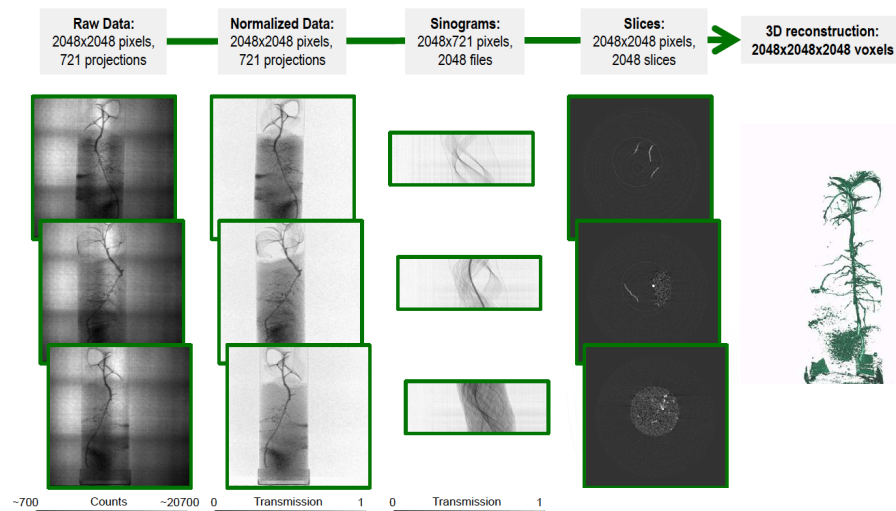 Raw Data:
2048x2048 pixels,
721 projections
Normalized Data:
2048x2048 pixels,
721 projections
Sinograms:
2048x721 pixels,
2048 files
Slices:
2048x2048 pixels,
2048 slices
3D reconstruction:
2048x2048x2048 voxels
~700 Counts ~20700
0 Transmission 1
0 Transmission 1